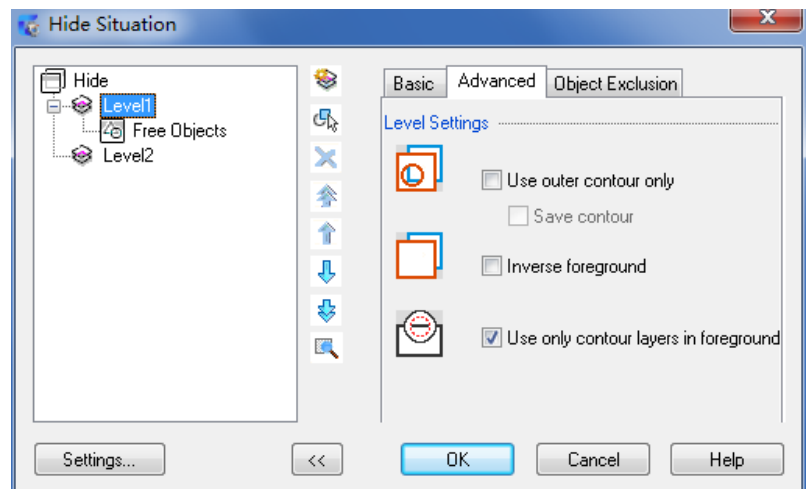 Hide Situation
Hide
Level1
Free Objects
Level2
Basic
Advanced
Object Exclusion
Level Settings
Use outer contour only
Save contour
Inverse foreground
Use only contour layers in foreground
Settings...
<<
OK
Cancel
Help